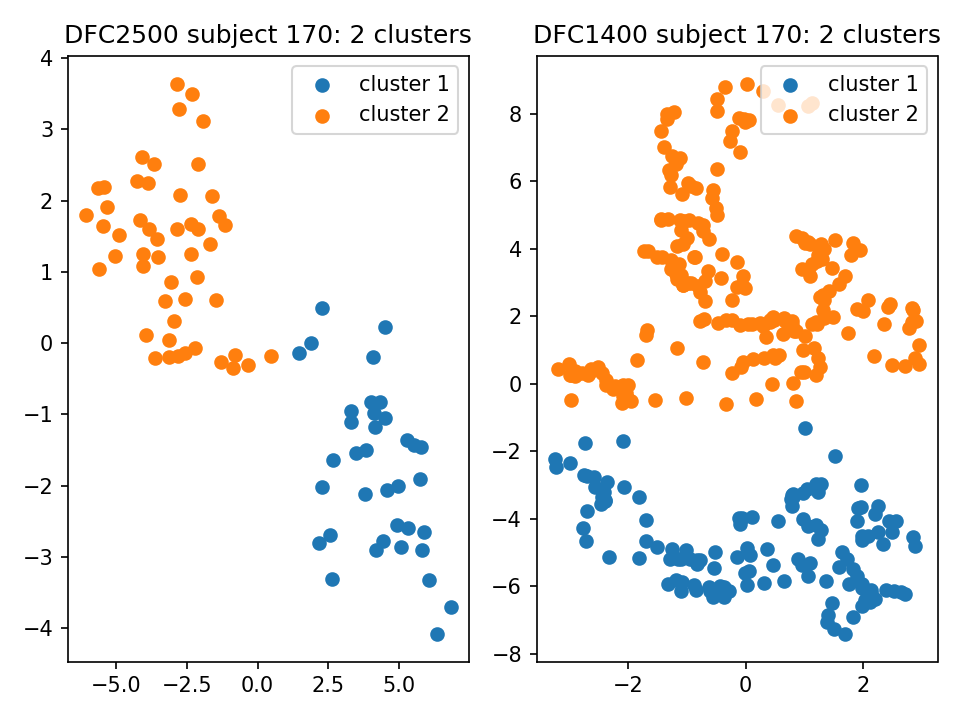 DFC2500 subject 170: 2 clusters
4
3
2
1
0
−1
−2
−3
−4
−5.0 −2.5 0.0 2.5 5.0
cluster 1
cluster 2
DFC1400 subject 170: 2 clusters
8
6
4
2
0
−2
−4
−6
−8
−2 0 2
cluster 1
cluster 2